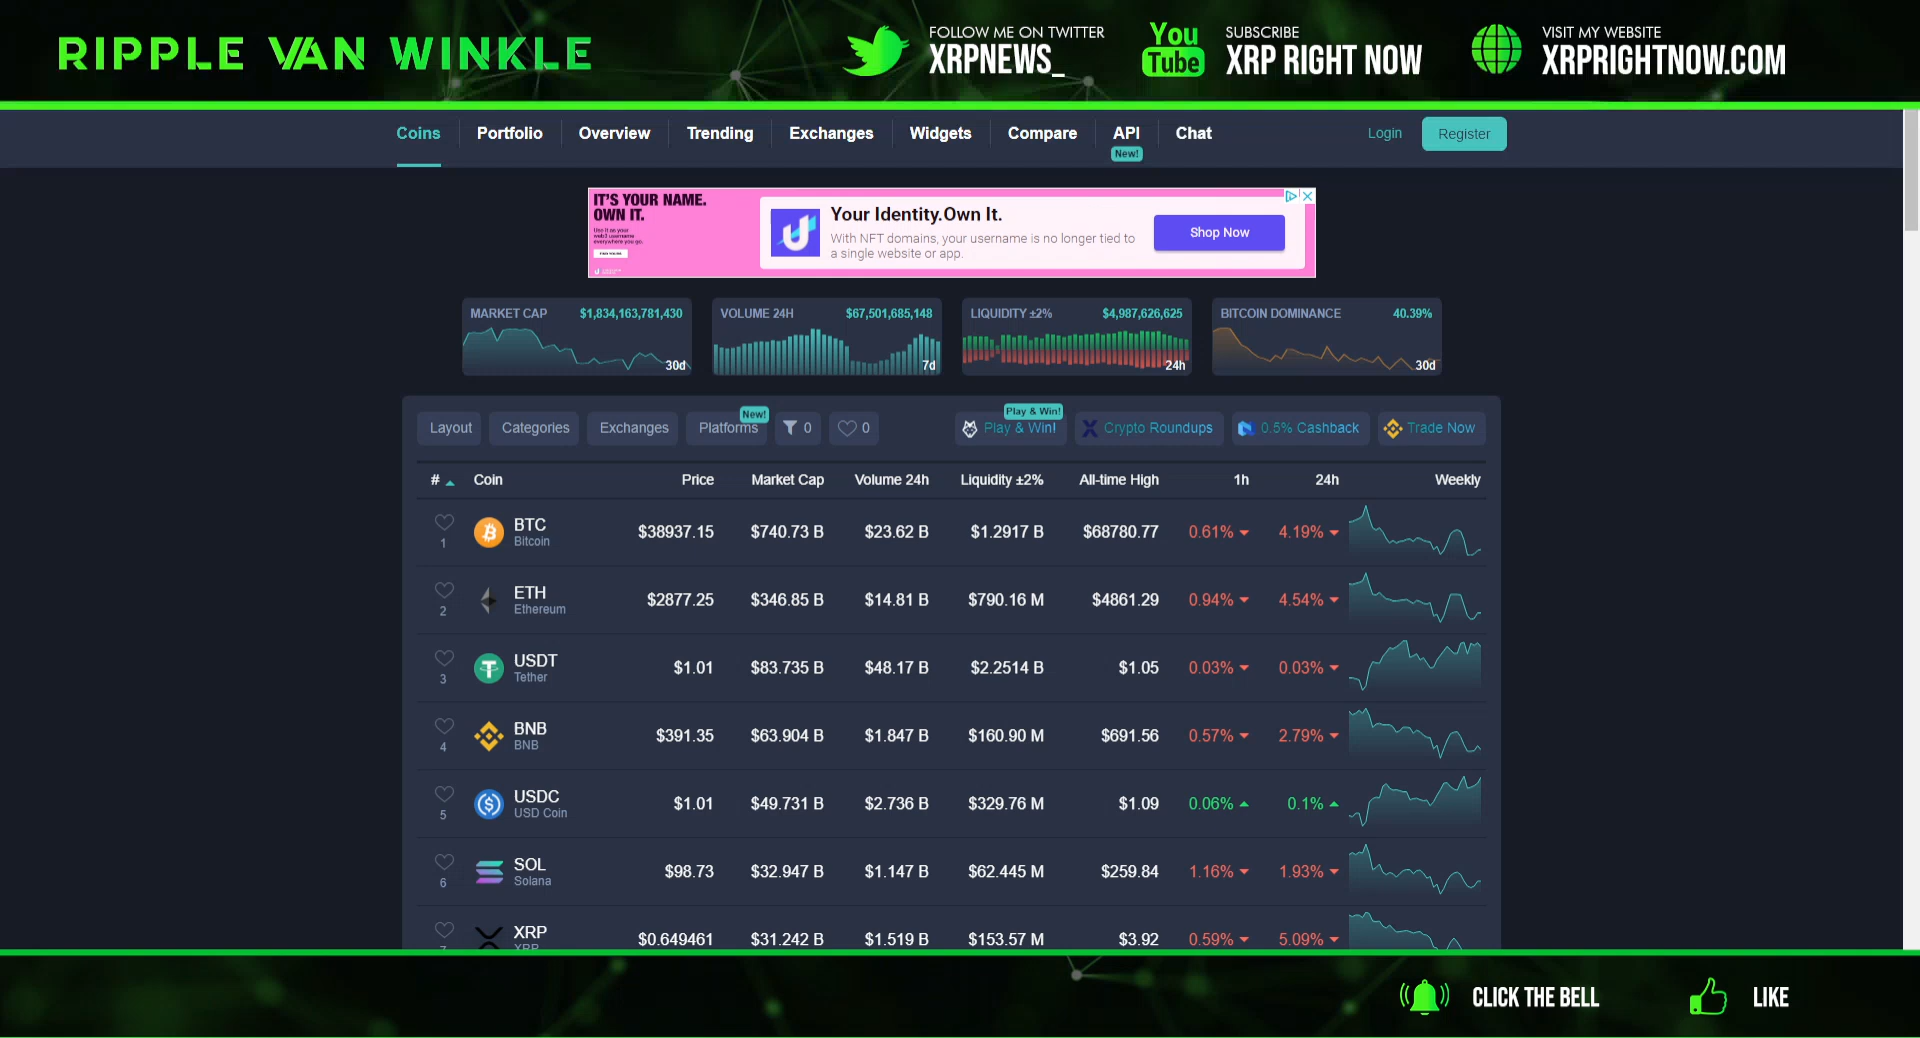 RIPPLE VAN WINKLE
FOLLOW ME ON TWITTER
XRPNEWS_
You Tube
SUBSCRIBE
XRP RIGHT NOW
VISIT MY WEBSITE
XRPRIGHTNOW.COM
Coins Portfolio Overview Trending Exchanges Widgets Compare API Chat Login Register
New!
IT'S YOUR NAME.
OWN IT.
Use it as your
web3 username
everywhere you go.
Your Identity.Own It.
With NFT domains, your username is no longer tied to
a single website or app.
Shop Now
MARKET CAP $1,834,163,781,430
30d
VOLUME 24H $67,501,685,148
7d
LIQUIDITY ±2% $4,987,626,625
24h
BITCOIN DOMINANCE 40.39%
30d
New! Play & Win!
Layout Categories Exchanges Platforms 0 0 Play & Win! Crypto Roundups 0.5% Cashback Trade Now
# Coin Price Market Cap Volume 24h Liquidity ±2% All-time High 1h 24h Weekly
1 BTC Bitcoin $38937.15 $740.73 B $23.62 B $1.2917 B $68780.77 0.61% 4.19%
2 ETH Ethereum $2877.25 $346.85 B $14.81 B $790.16 M $4861.29 0.94% 4.54%
3 USDT Tether $1.01 $83.735 B $48.17 B $2.2514 B $1.05 0.03% 0.03%
4 BNB BNB $391.35 $63.904 B $1.847 B $160.90 M $691.56 0.57% 2.79%
5 USDC USD Coin $1.01 $49.731 B $2.736 B $329.76 M $1.09 0.06% 0.1%
6 SOL Solana $98.73 $32.947 B $1.147 B $62.445 M $259.84 1.16% 1.93%
7 XRP XRP $0.649461 $31.242 B $1.519 B $153.57 M $3.92 0.59% 5.09%
CLICK THE BELL
LIKE